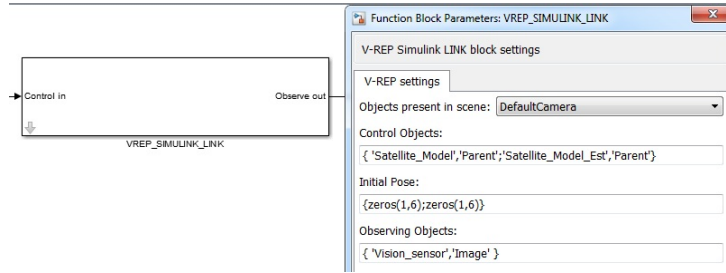 Function Block Parameters: VREP_SIMULINK_LINK
V-REP Simulink LINK block settings
V-REP settings
Objects present in scene: DefaultCamera
Control Objects:
{ 'Satellite_Model','Parent';'Satellite_Model_Est','Parent'}
Initial Pose:
{zeros(1,6);zeros(1,6)}
Observing Objects:
{ 'Vision_sensor','Image' }
Control in
Observe out
VREP_SIMULINK_LINK